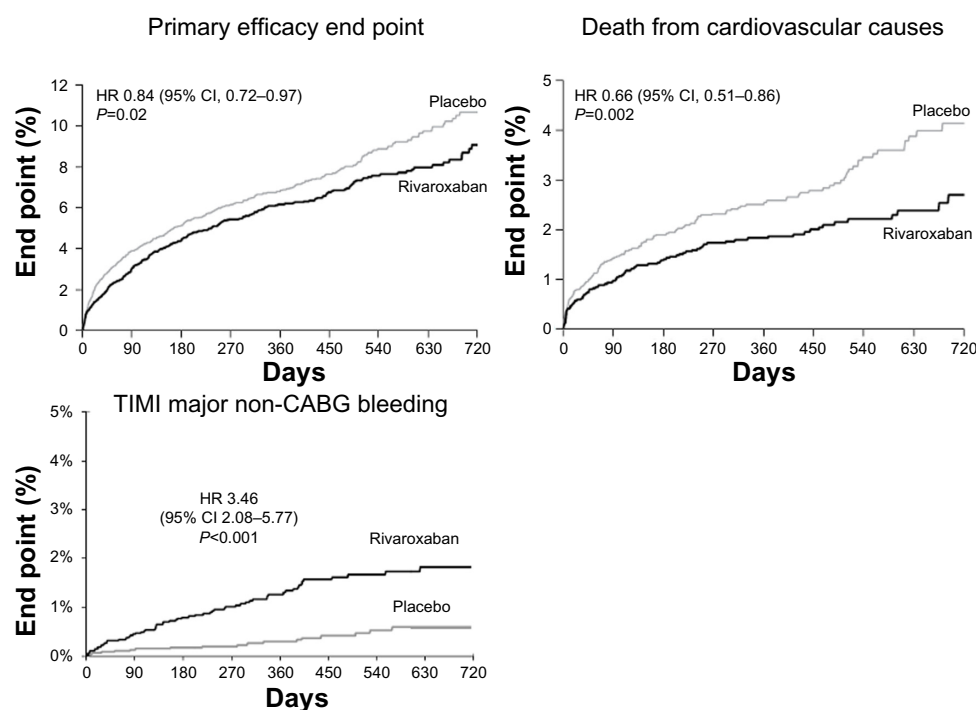 Primary efficacy end point
HR 0.84 (95% CI, 0.72–0.97)
P=0.02
Placebo
Rivaroxaban
End point (%)
12
10
8
6
4
2
0
0 90 180 270 360 450 540 630 720
Days
Death from cardiovascular causes
HR 0.66 (95% CI, 0.51–0.86)
P=0.002
Placebo
Rivaroxaban
End point (%)
5
4
3
2
1
0
0 90 180 270 360 450 540 630 720
Days
TIMI major non-CABG bleeding
HR 3.46
(95% CI 2.08–5.77)
P<0.001
Rivaroxaban
Placebo
End point (%)
5%
4%
3%
2%
1%
0%
0 90 180 270 360 450 540 630 720
Days